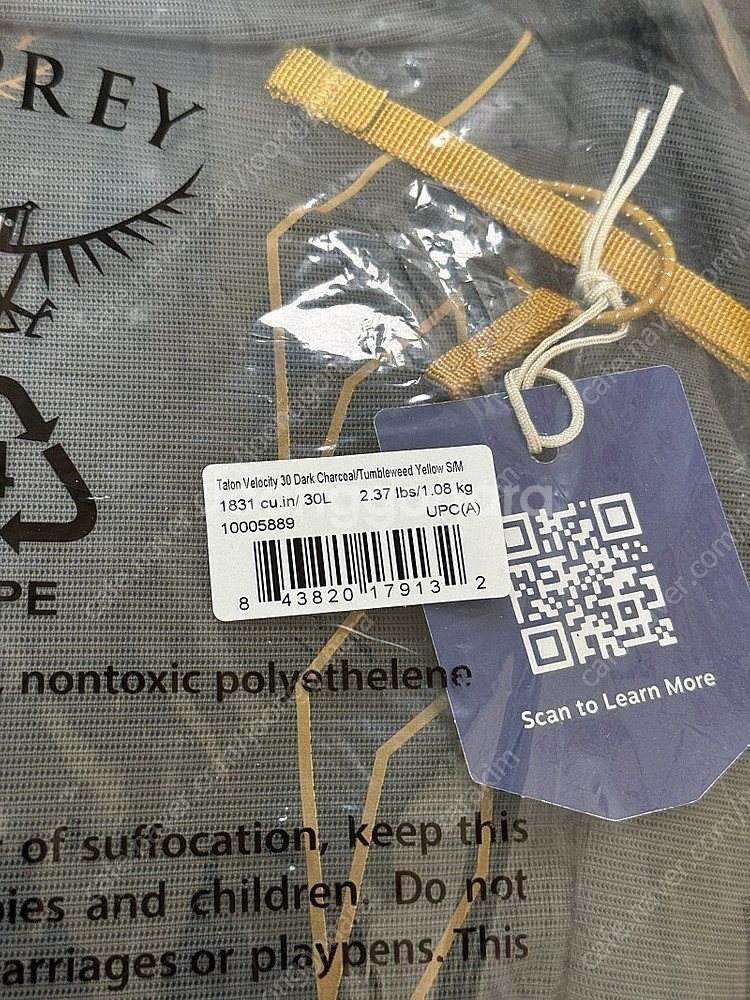 PREY
Talon Velocity 30 Dark Charcoal/Tumbleweed Yellow S/M
1831 cu.in/ 30L 2.37 lbs/1.08 kg
10005889 UPC(A)
8 43820 17913 2
4
PE
nontoxic polyethelene
Scan to Learn More
of suffocation, keep this
and children. Do not
or playpens. This